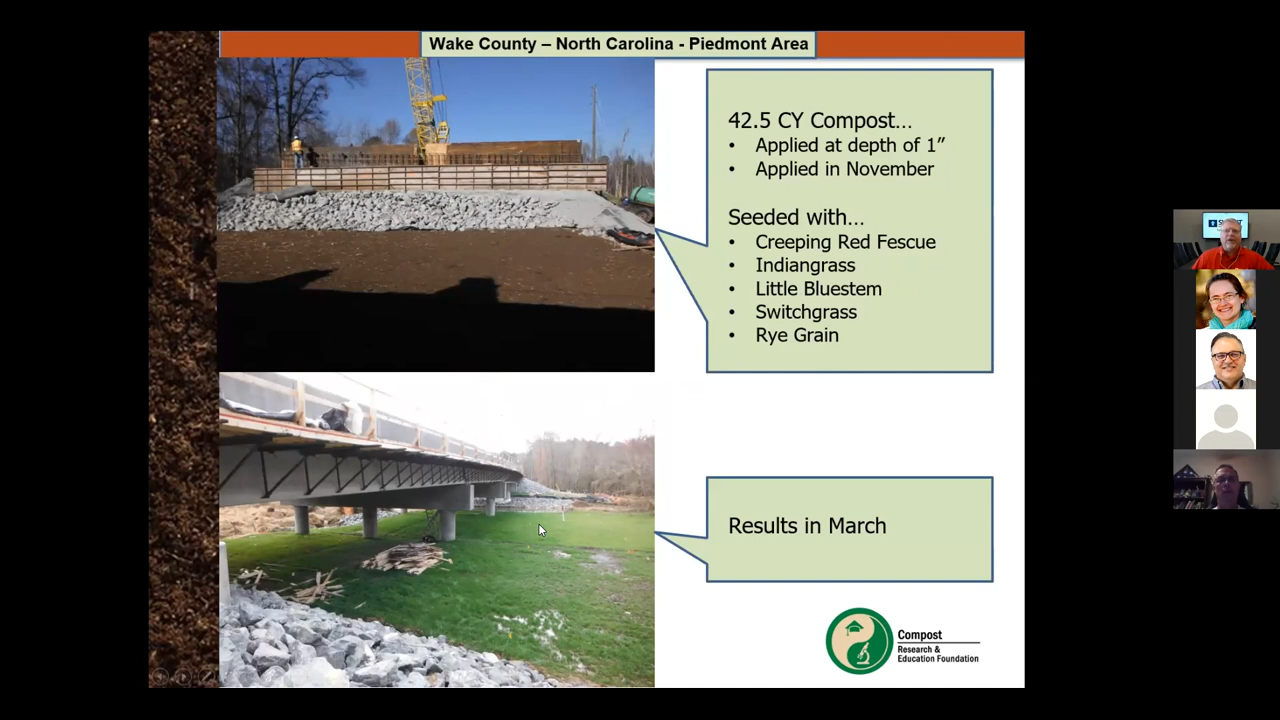 Wake County – North Carolina - Piedmont Area
42.5 CY Compost…
• Applied at depth of 1”
• Applied in November
Seeded with…
• Creeping Red Fescue
• Indiangrass
• Little Bluestem
• Switchgrass
• Rye Grain
Results in March
Compost
Research &
Education Foundation